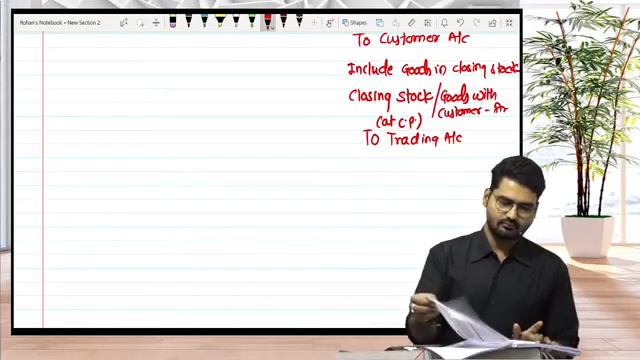 Rohan's Notebook • New Section 2
Shapes
To Customer A/c
Include Goods in closing stock
Closing stock/Goods with
(at C.P.) Customer - Dr
To Trading A/c